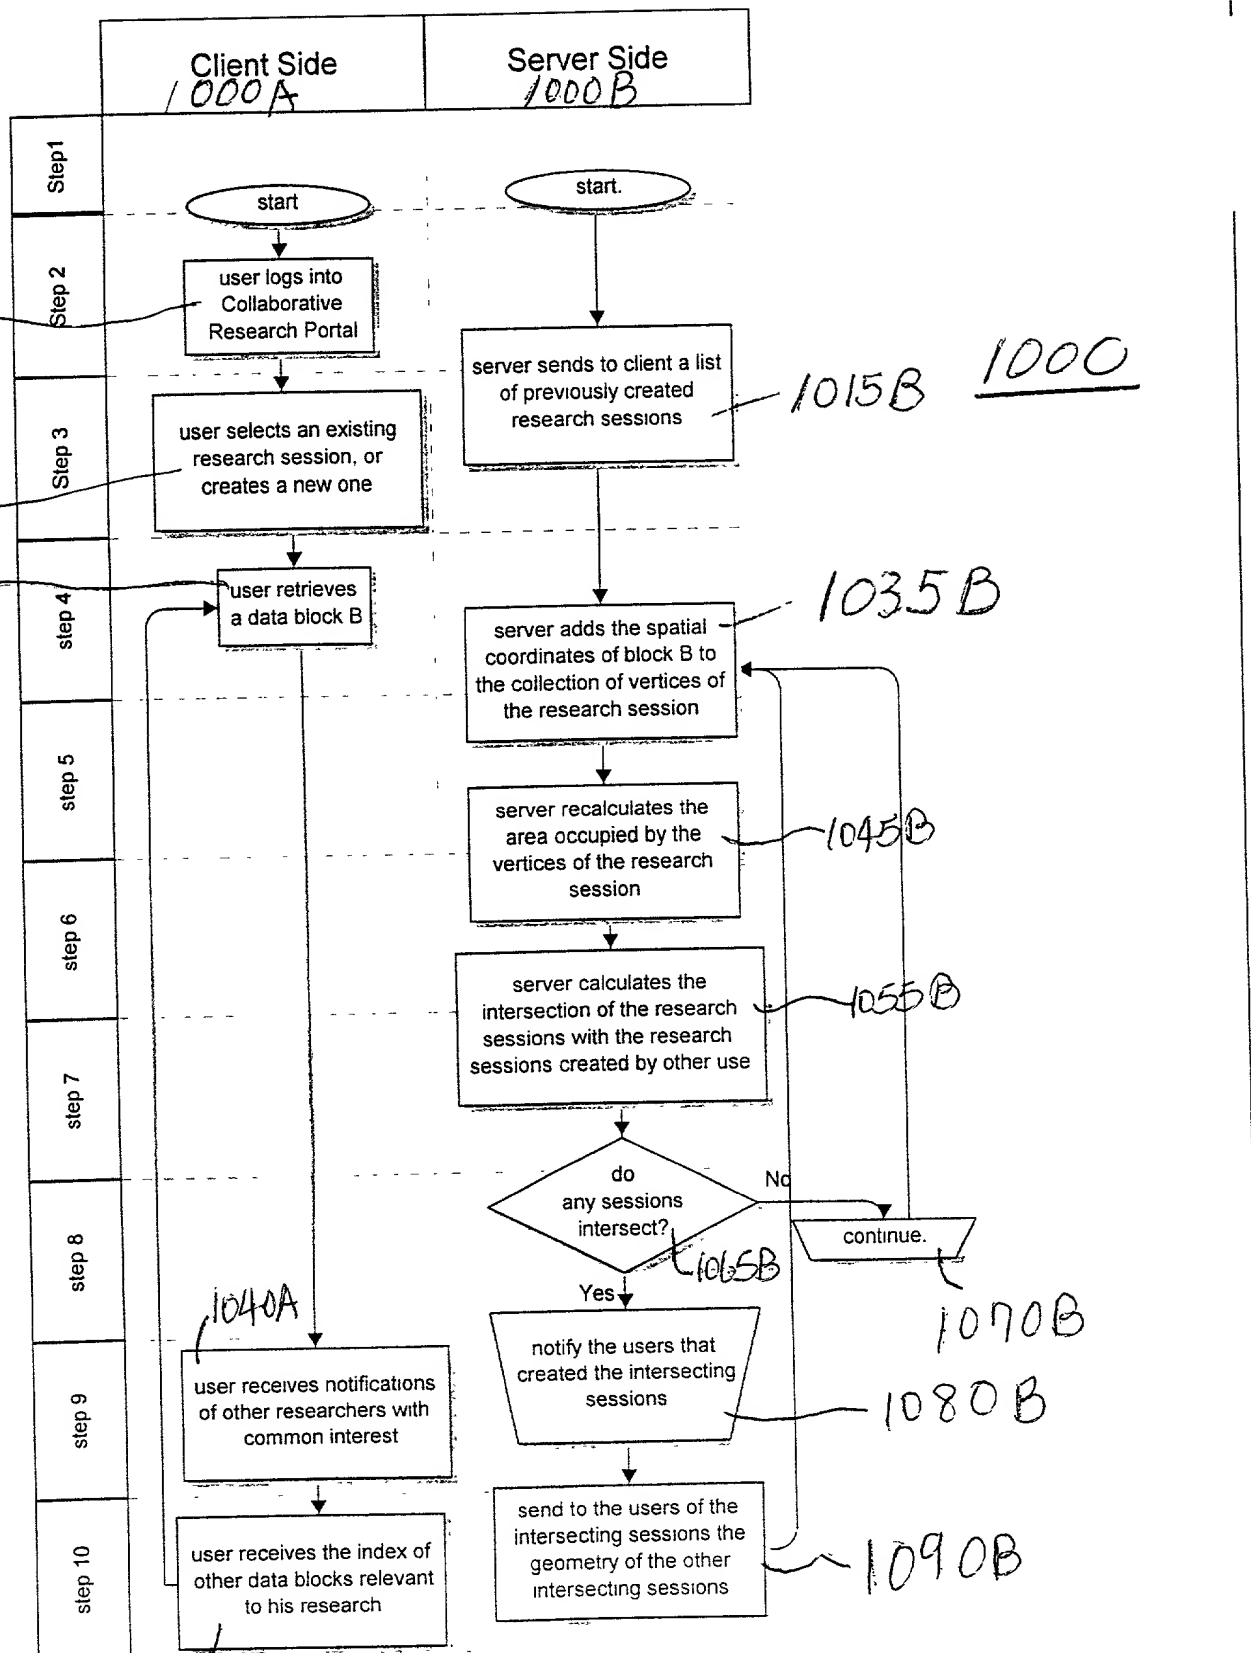 Client Side
1000A
Server Side
1000B
Step1
start
start.
Step 2
user logs into
Collaborative
Research Portal
server sends to client a list
of previously created
research sessions
1015B
1000
Step 3
user selects an existing
research session, or
creates a new one
step 4
user retrieves
a data block B
server adds the spatial
coordinates of block B to
the collection of vertices of
the research session
1035B
step 5
server recalculates the
area occupied by the
vertices of the research
session
1045B
step 6
server calculates the
intersection of the research
sessions with the research
sessions created by other use
1055B
step 7
do
any sessions
intersect?
No
1065B
continue.
1070B
step 8
Yes
1040A
notify the users that
created the intersecting
sessions
1080B
step 9
user receives notifications
of other researchers with
common interest
send to the users of the
intersecting sessions the
geometry of the other
intersecting sessions
1090B
step 10
user receives the index of
other data blocks relevant
to his research